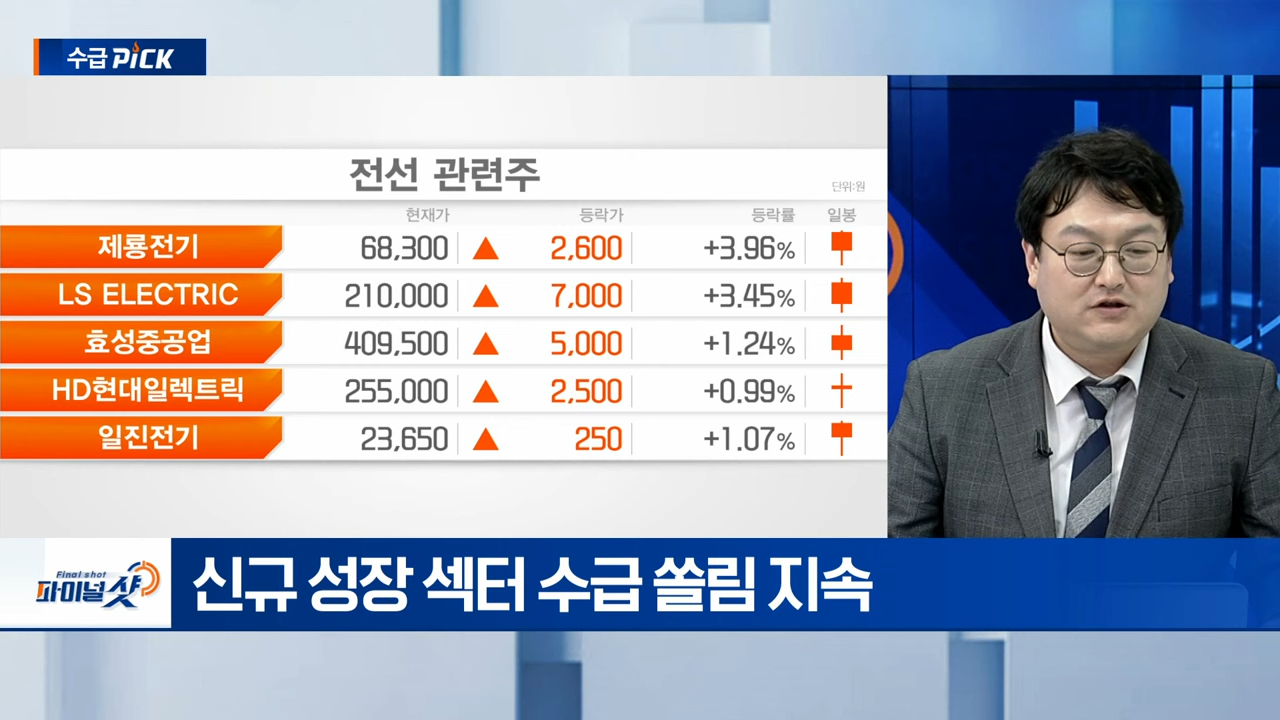 수급 PICK
전선 관련주
단위:원
현재가 등락가 등락률 일봉
제룡전기 68,300 ▲ 2,600 +3.96%
LS ELECTRIC 210,000 ▲ 7,000 +3.45%
효성중공업 409,500 ▲ 5,000 +1.24%
HD현대일렉트릭 255,000 ▲ 2,500 +0.99%
일진전기 23,650 ▲ 250 +1.07%
Final shot
파이널샷
신규 성장 섹터 수급 쏠림 지속